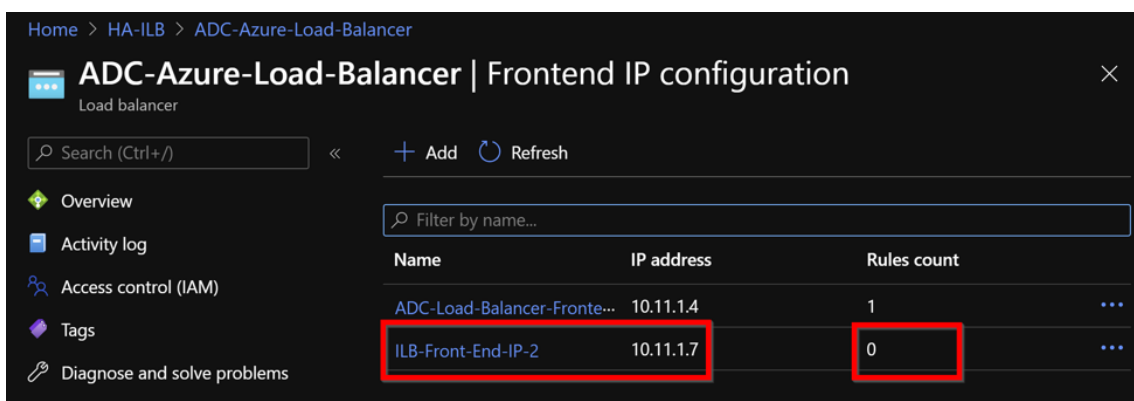 Home > HA-ILB > ADC-Azure-Load-Balancer
ADC-Azure-Load-Balancer | Frontend IP configuration
Load balancer
Search (Ctrl+/)
«
Add
Refresh
Overview
Activity log
Access control (IAM)
Tags
Diagnose and solve problems
Filter by name...
Name IP address Rules count
ADC-Load-Balancer-Fronte... 10.11.1.4 1
ILB-Front-End-IP-2 10.11.1.7 0